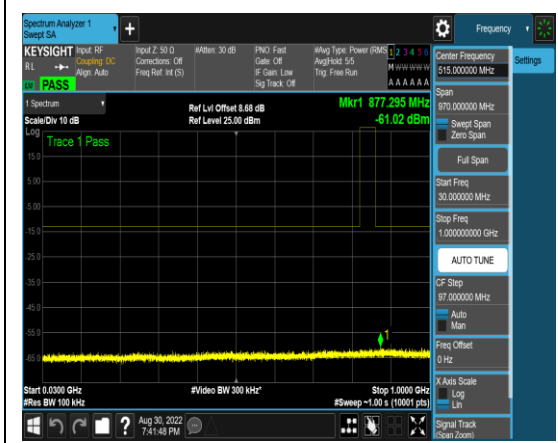 Spectrum Analyzer 1
Swept SA
+
Frequency
KEYSIGHT
RL
PASS
Input: RF
Coupling: DC
Align: Auto
Input Z: 50 Ω
Corrections: Off
Freq Ref: Int (S)
#Atten: 30 dB
PNO: Fast
Gate: Off
IF Gain: Low
Sig Track: Off
#Avg Type: Power (RMS
Avg|Hold: 5/5
Trig: Free Run
1 2 3 4 5 6
M W W W W W
A A A A A A
Settings
1 Spectrum
Scale/Div 10 dB
Log
Ref Lvl Offset 8.68 dB
Ref Level 25.00 dBm
Mkr1 877.295 MHz
-61.02 dBm
Trace 1 Pass
15.0
5.00
-5.00
-15.0
-25.0
-35.0
-45.0
-55.0
-65.0
1
Start 0.0300 GHz
#Res BW 100 kHz
#Video BW 300 kHz*
Stop 1.0000 GHz
#Sweep ~1.00 s (10001 pts)
Center Frequency
515.000000 MHz
Span
970.000000 MHz
Swept Span
Zero Span
Full Span
Start Freq
30.000000 MHz
Stop Freq
1.000000000 GHz
AUTO TUNE
CF Step
97.000000 MHz
Auto
Man
Freq Offset
0 Hz
X Axis Scale
Log
Lin
Signal Track
(Span Zoom)
?
Aug 30, 2022
7:41:48 PM